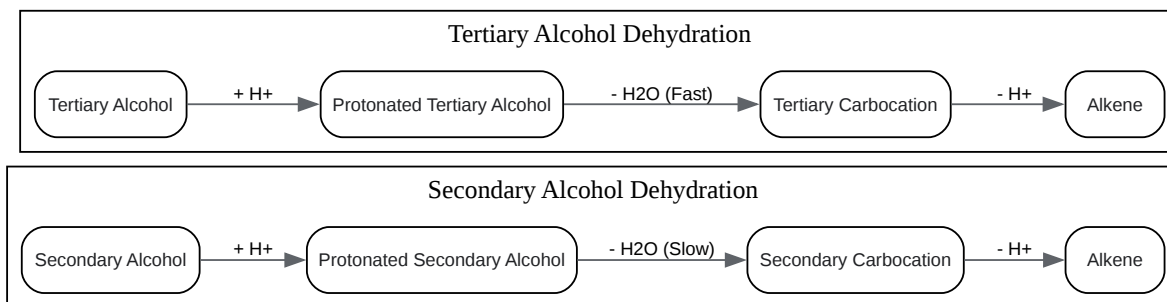 Tertiary Alcohol Dehydration
Tertiary Alcohol
+ H+
Protonated Tertiary Alcohol
- H2O (Fast)
Tertiary Carbocation
- H+
Alkene
Secondary Alcohol Dehydration
Secondary Alcohol
+ H+
Protonated Secondary Alcohol
- H2O (Slow)
Secondary Carbocation
- H+
Alkene